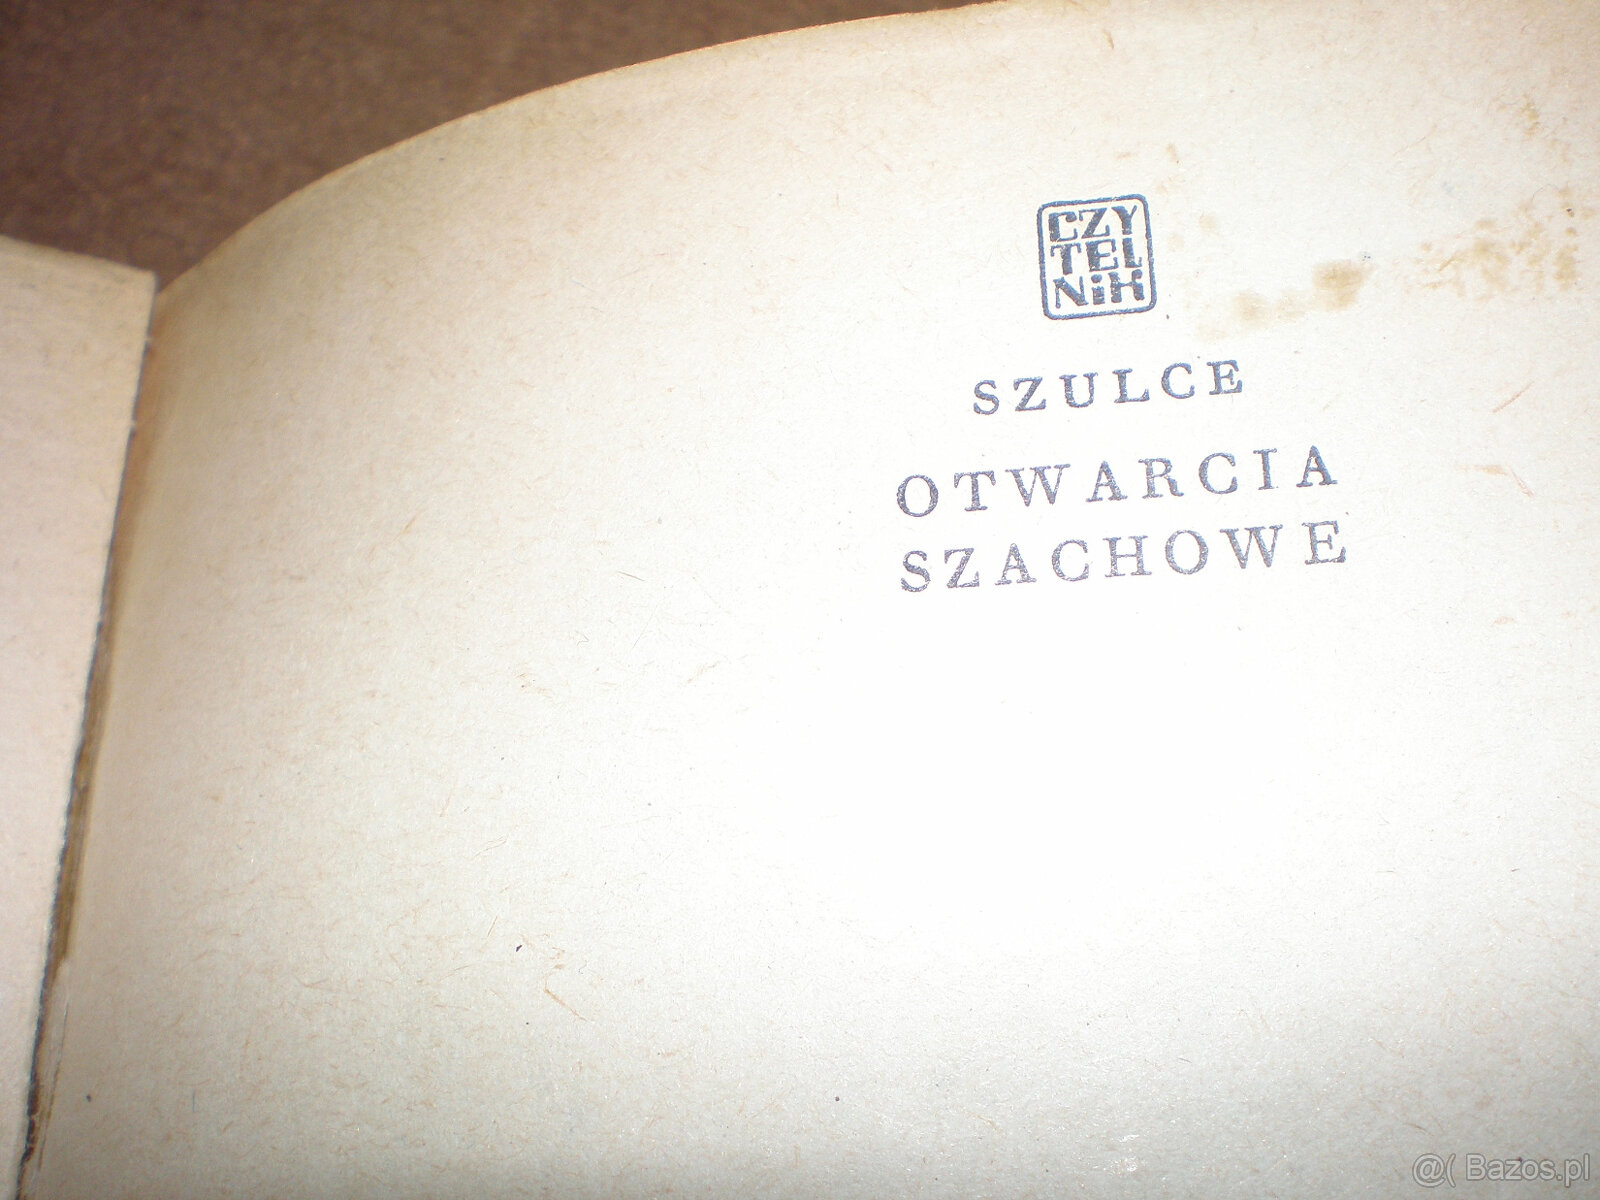 CZY
TEL
NiK
SZULCE
OTWARCIA
SZACHOWE
@( Bazos.pl